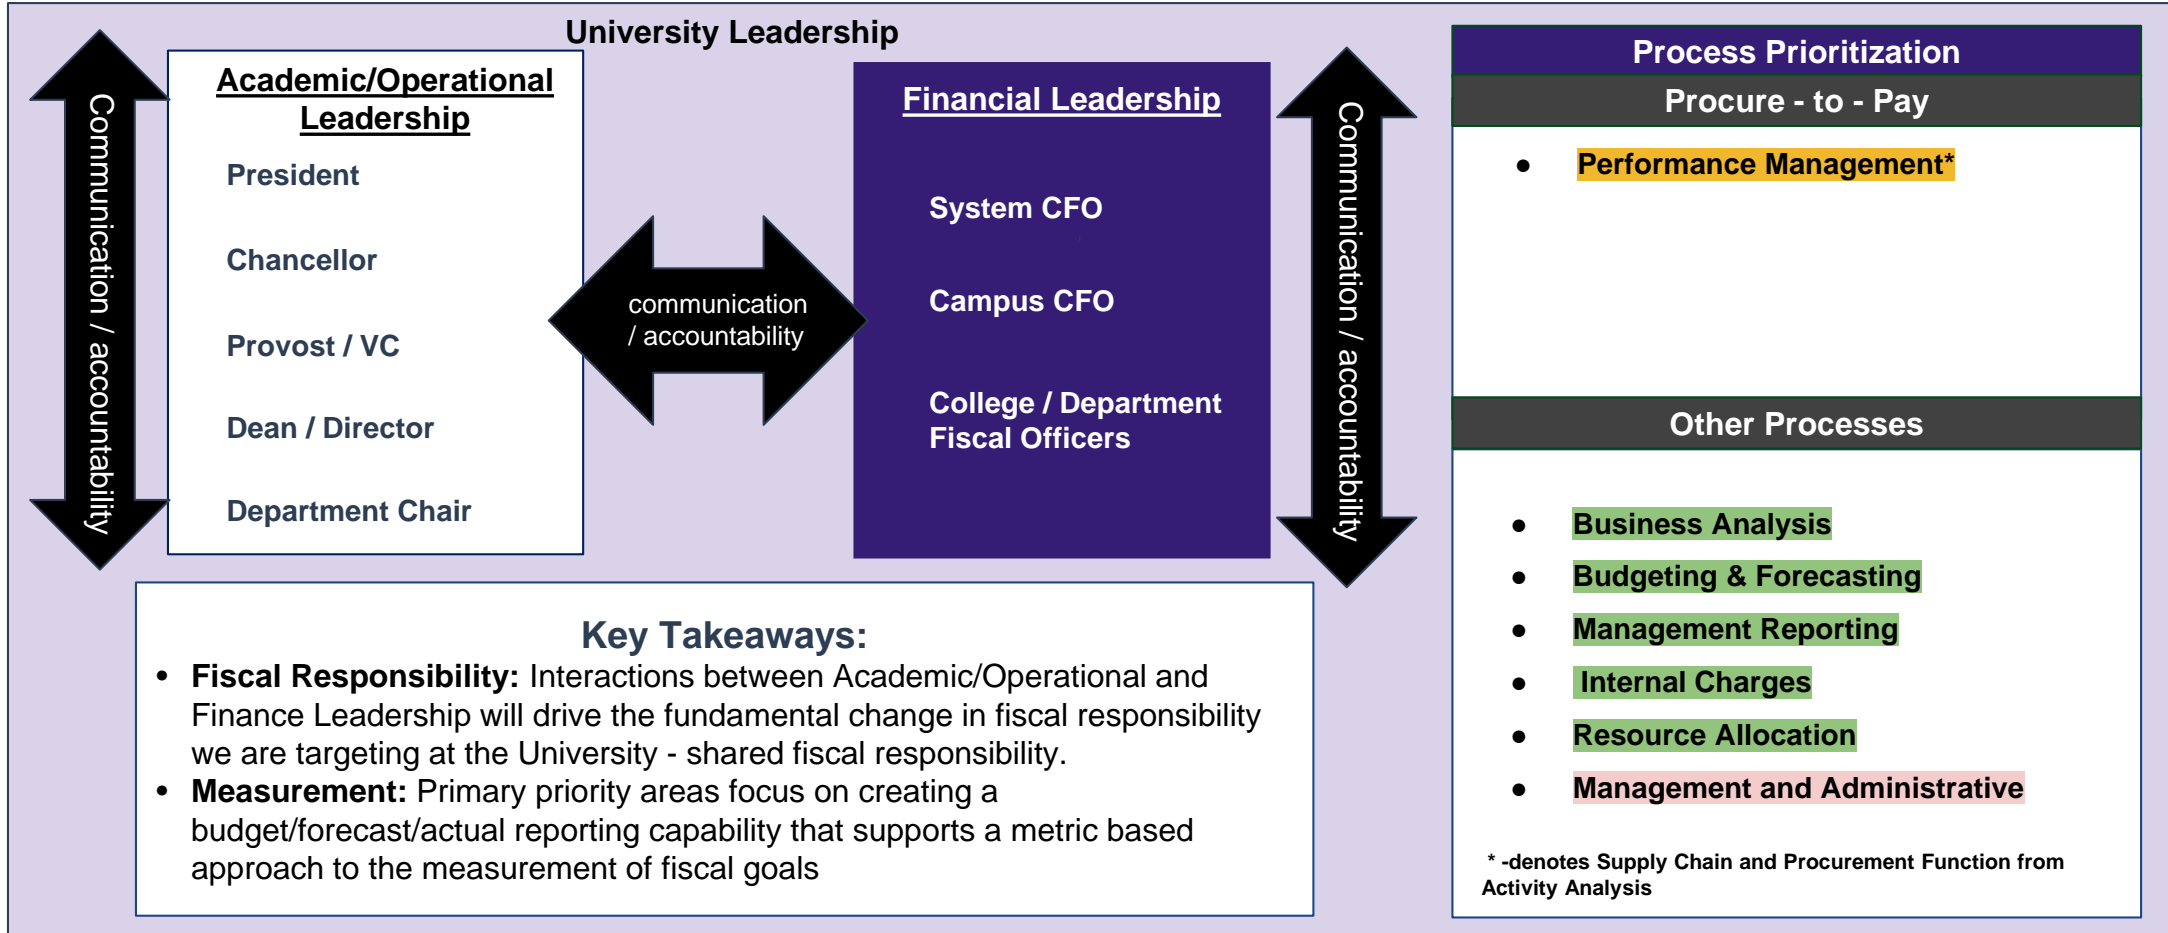 University Leadership
Communication / accountability
Academic/Operational
Leadership
President
Chancellor
Provost / VC
Dean / Director
Department Chair
communication
/ accountability
Financial Leadership
System CFO
Campus CFO
College / Department
Fiscal Officers
Communication / accountability
Key Takeaways:
• Fiscal Responsibility: Interactions between Academic/Operational and
Finance Leadership will drive the fundamental change in fiscal responsibility
we are targeting at the University - shared fiscal responsibility.
• Measurement: Primary priority areas focus on creating a
budget/forecast/actual reporting capability that supports a metric based
approach to the measurement of fiscal goals
Process Prioritization
Procure - to - Pay
• Performance Management*
Other Processes
• Business Analysis
• Budgeting & Forecasting
• Management Reporting
• Internal Charges
• Resource Allocation
• Management and Administrative
* -denotes Supply Chain and Procurement Function from
Activity Analysis